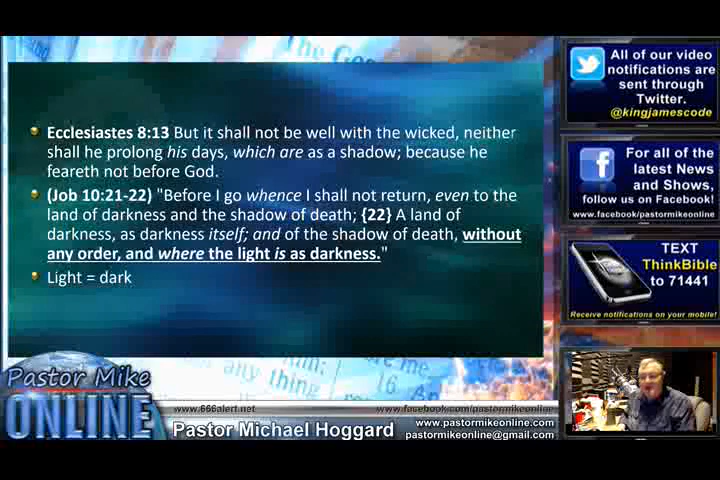 Ecclesiastes 8:13 But it shall not be well with the wicked, neither
shall he prolong his days, which are as a shadow; because he
feareth not before God.
(Job 10:21-22) "Before I go whence I shall not return, even to the
land of darkness and the shadow of death; {22} A land of
darkness, as darkness itself; and of the shadow of death, without
any order, and where the light is as darkness."
Light = dark
All of our video
notifications are
sent through
Twitter.
@kingjamescode
For all of the
latest News
and Shows,
follow us on Facebook!
www.facebook/pastormikeonline
TEXT
ThinkBible
to 71441
Receive notifications on your mobile!
Pastor Mike
ONLINE
www.666alert.net
www.facebook.com/pastormikeonline
Pastor Michael Hoggard
www.pastormikeonline.com
pastormikeonline@gmail.com